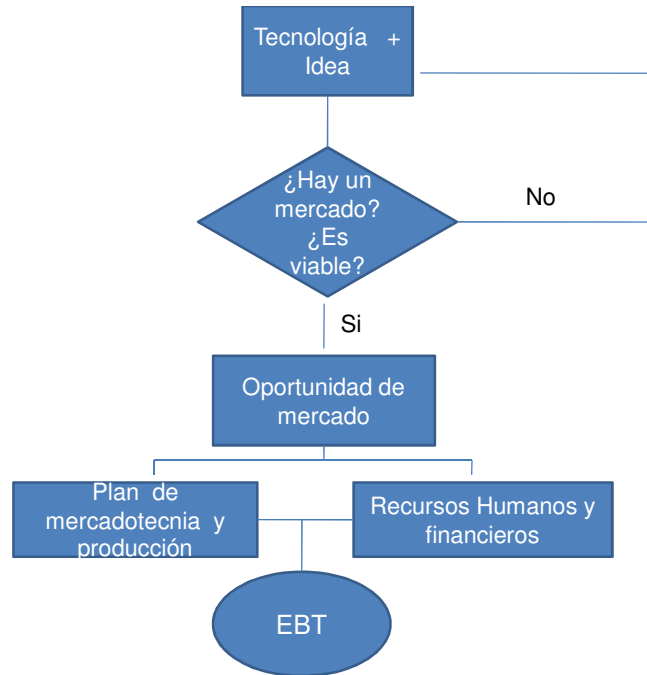 Tecnología +
Idea
¿Hay un
mercado?
¿Es
viable?
No
Si
Oportunidad de
mercado
Plan de
mercadotecnia y
producción
Recursos Humanos y
financieros
EBT